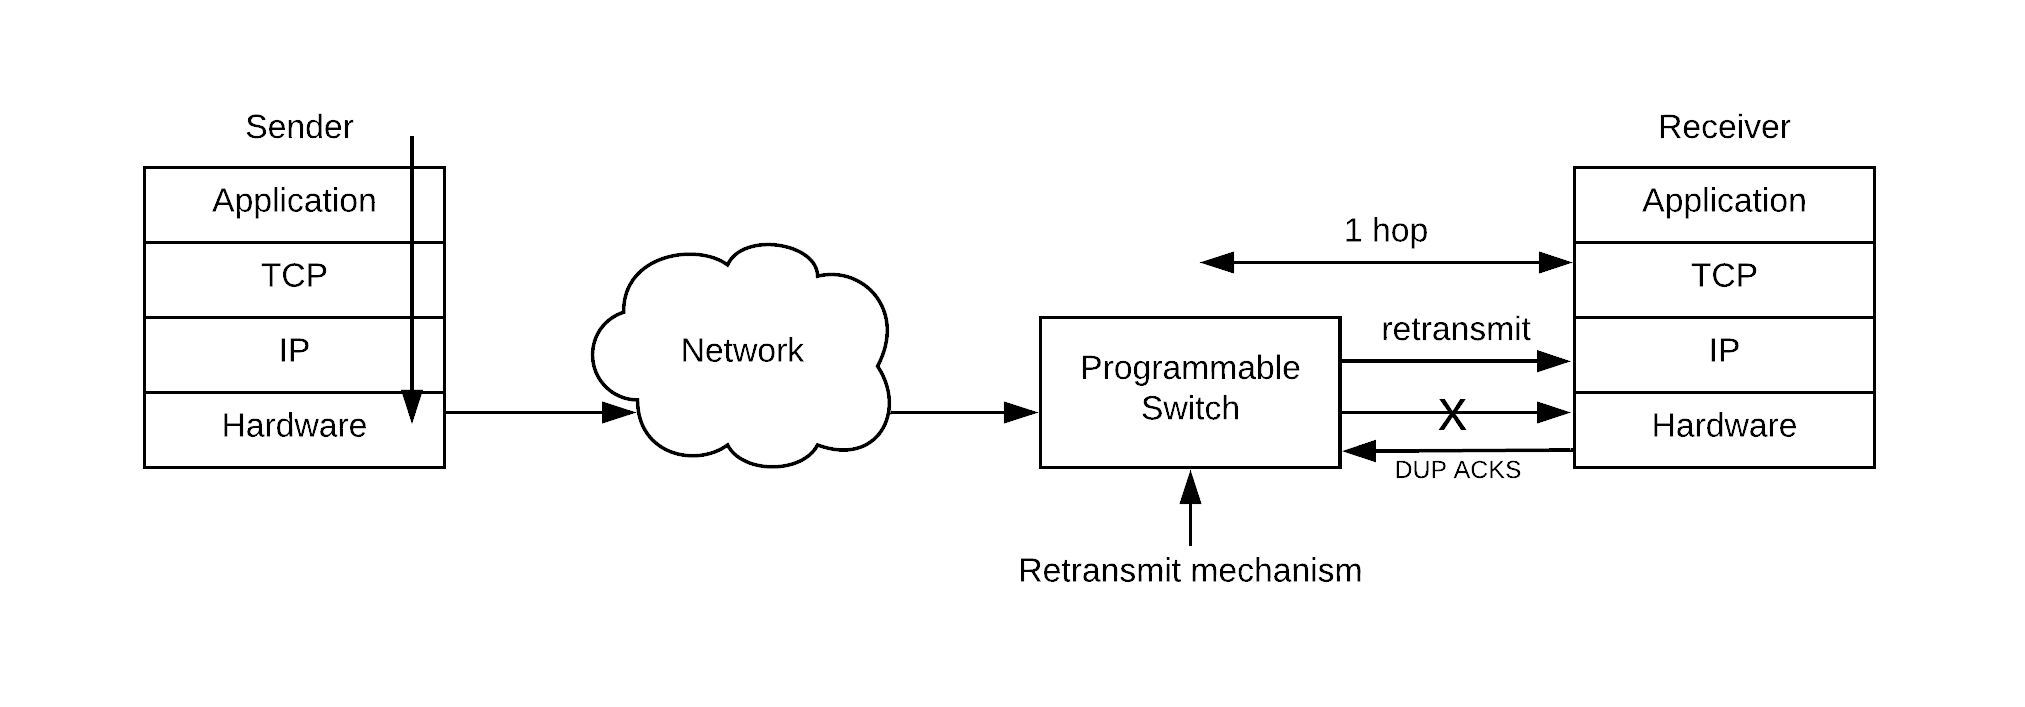 Sender
Application
TCP
IP
Hardware
Network
Programmable
Switch
Retransmit mechanism
1 hop
retransmit
X
DUP ACKS
Receiver
Application
TCP
IP
Hardware